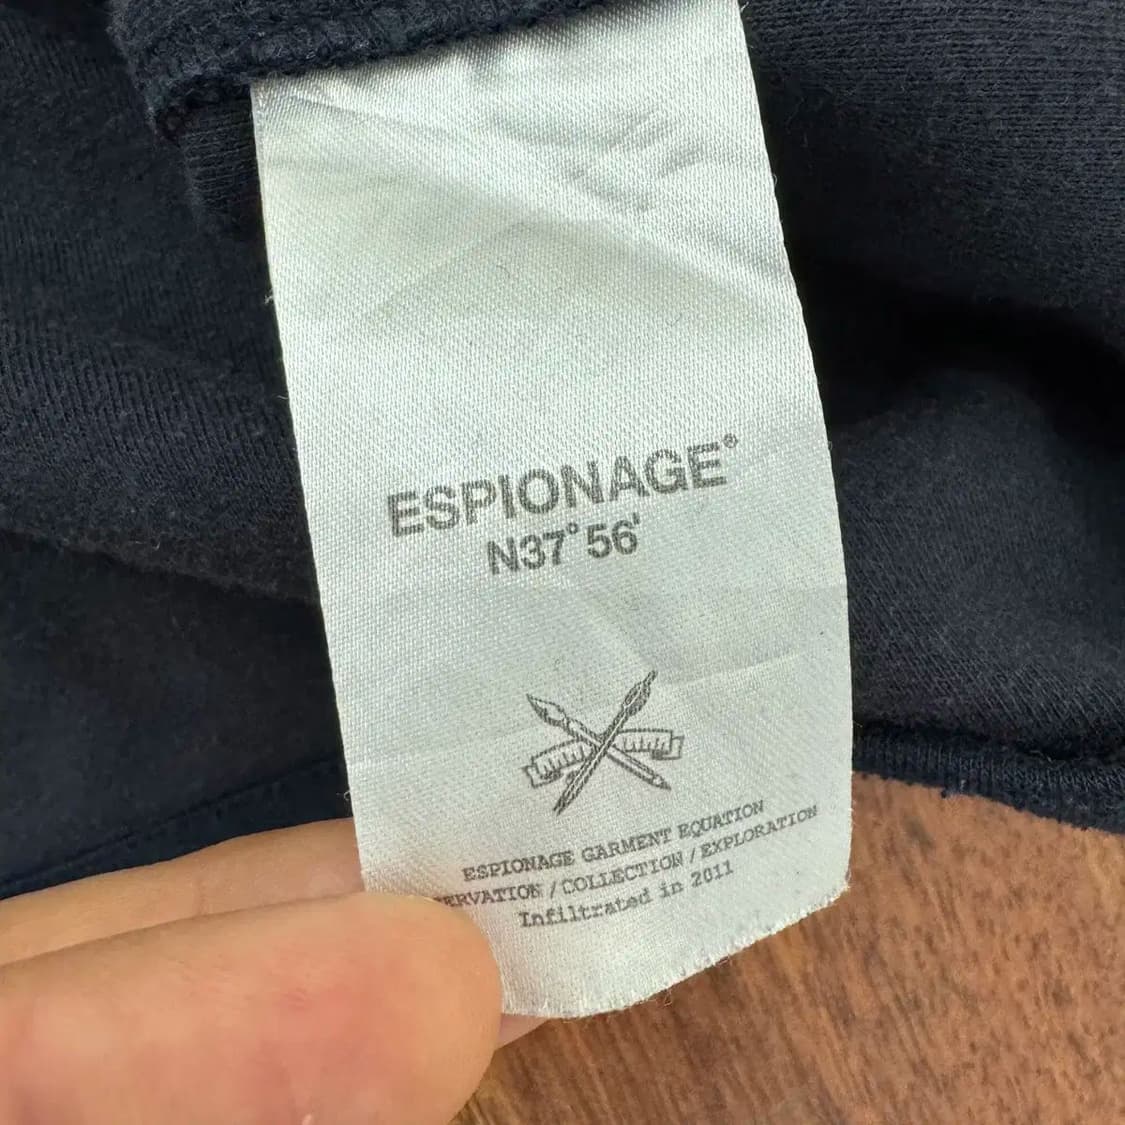 ESPIONAGE®
N37° 56'
ESPIONAGE GARMENT EQUATION
/ COLLECTION / EXPLORATION
Infiltrated in 2011